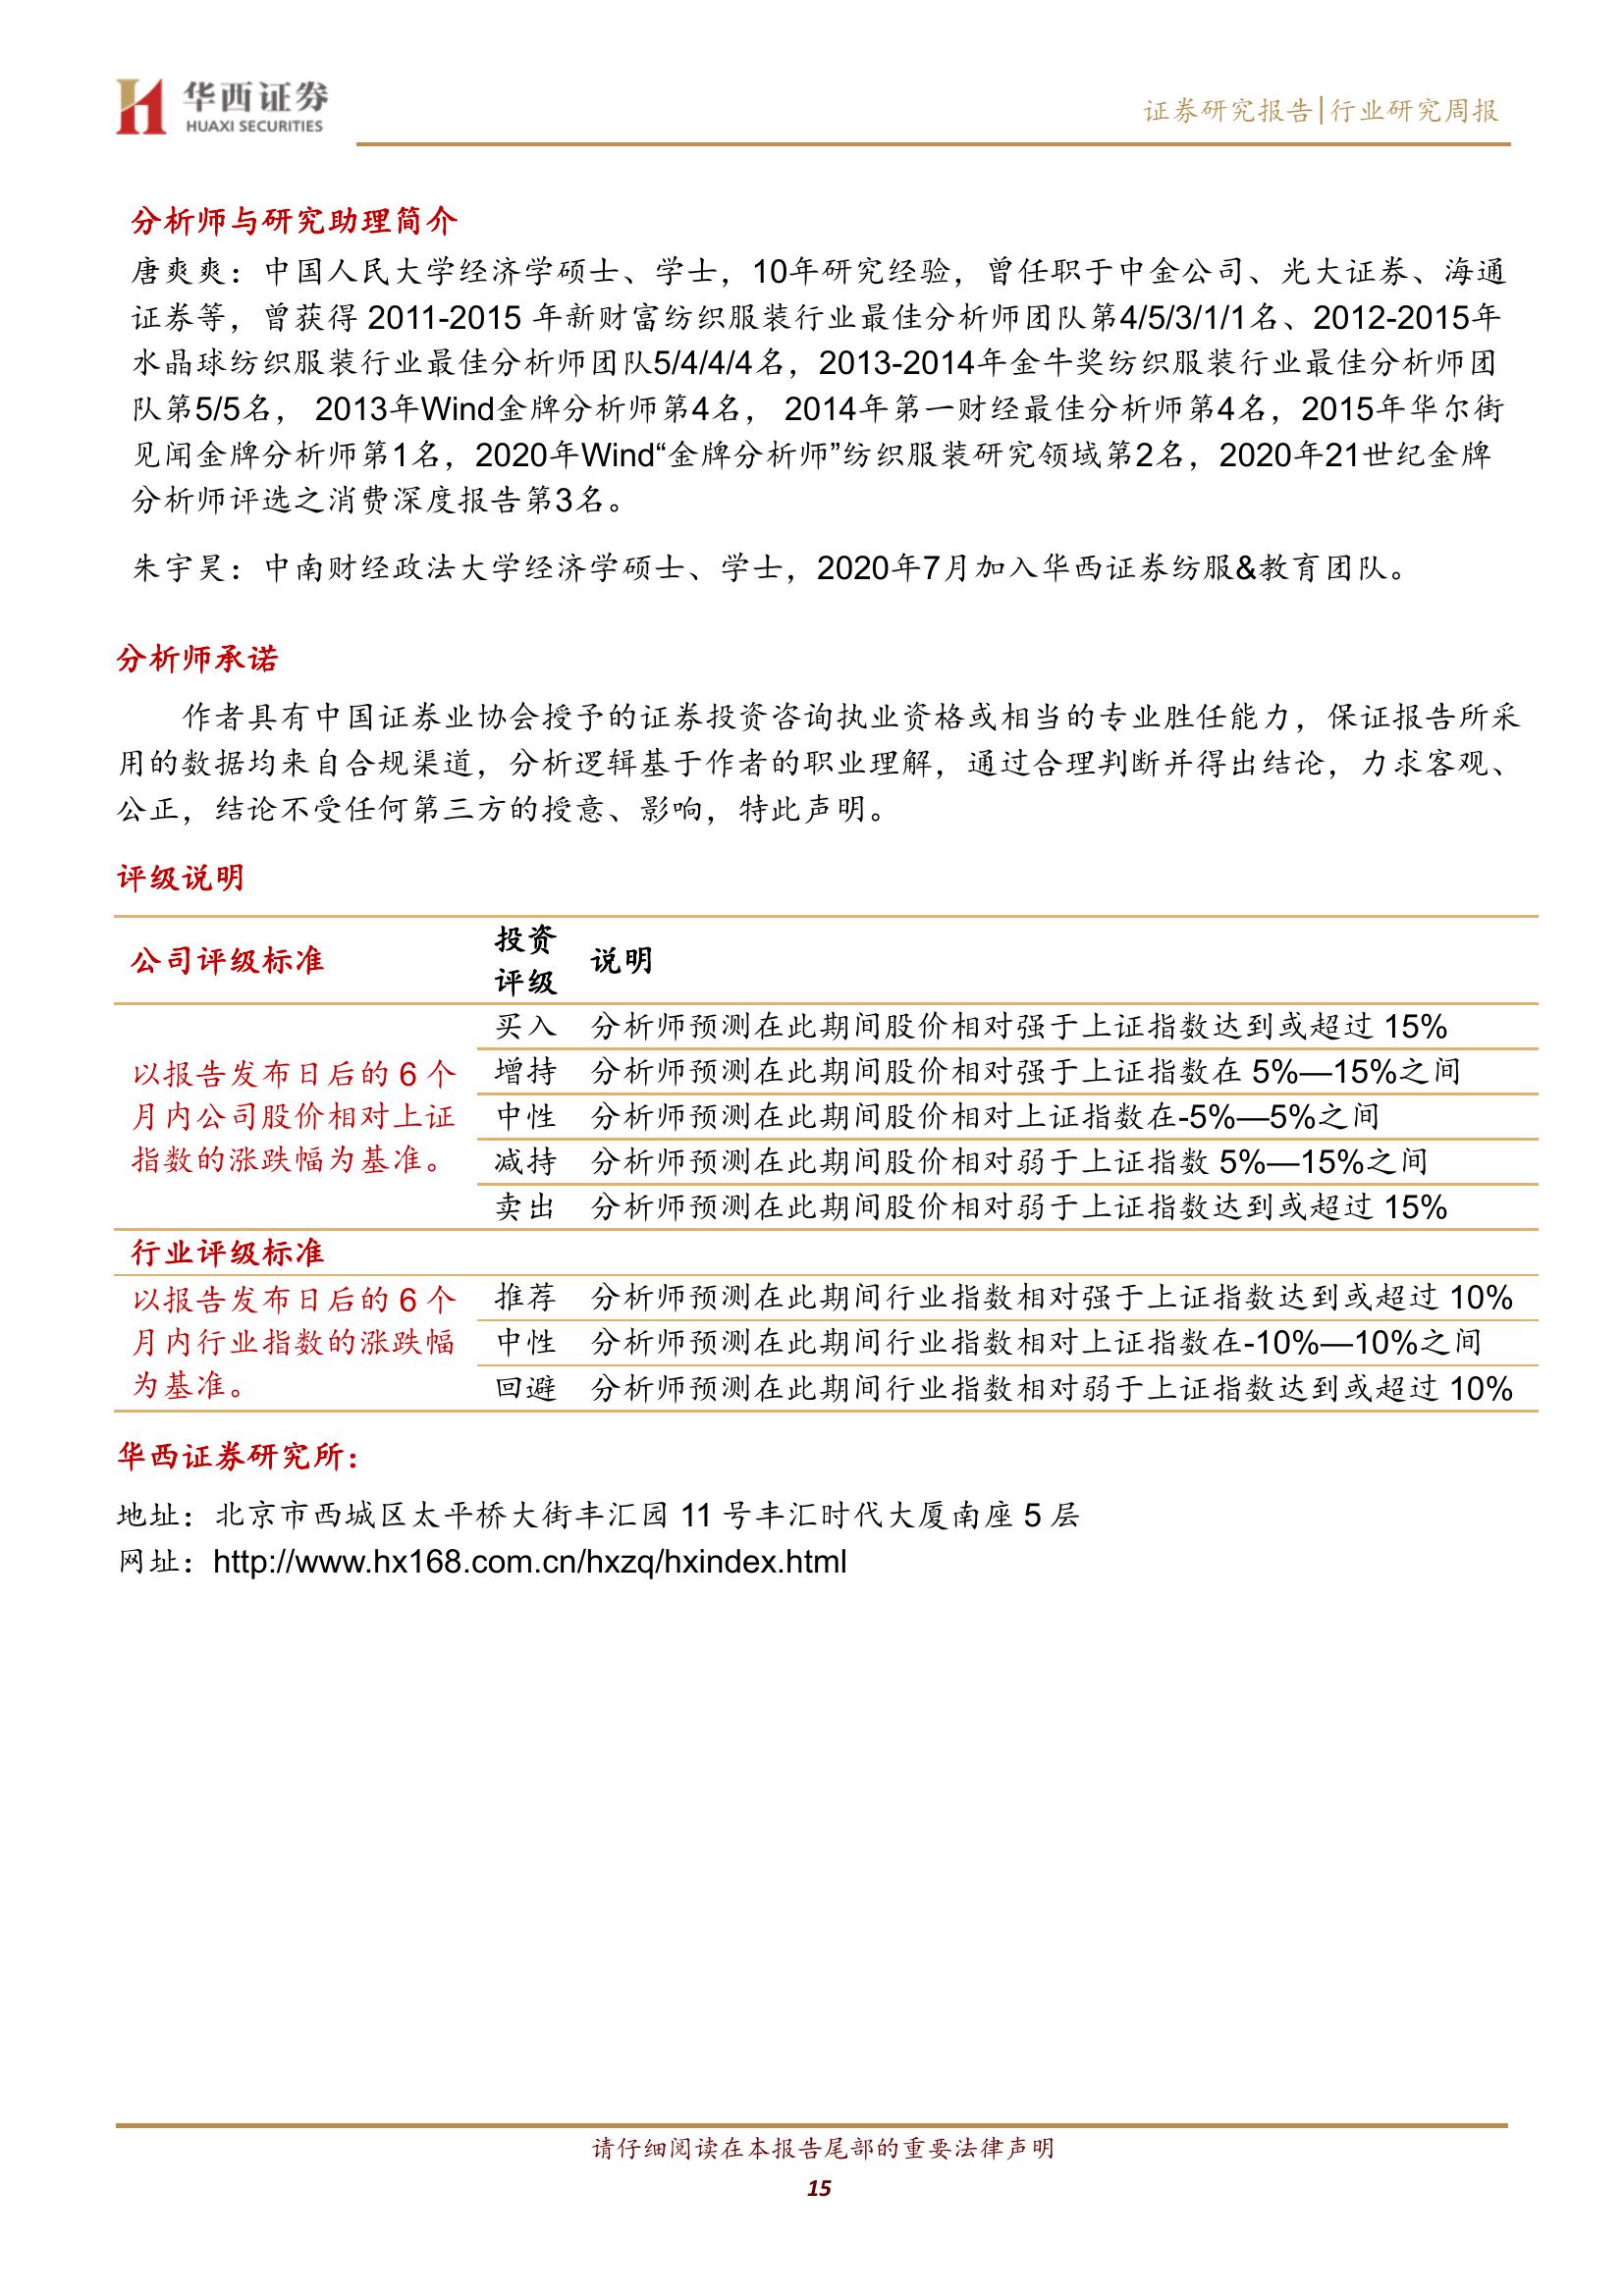 华西证券
HUAXI SECURITIES
证券研究报告|行业研究周报
分析师与研究助理简介
唐爽爽：中国人民大学经济学硕士、学士，10年研究经验，曾任职于中金公司、光大证券、海通
证券等，曾获得 2011-2015 年新财富纺织服装行业最佳分析师团队第4/5/3/1/1名、2012-2015年
水晶球纺织服装行业最佳分析师团队5/4/4/4名，2013-2014年金牛奖纺织服装行业最佳分析师团
队第5/5名， 2013年Wind金牌分析师第4名， 2014年第一财经最佳分析师第4名，2015年华尔街
见闻金牌分析师第1名，2020年Wind“金牌分析师”纺织服装研究领域第2名，2020年21世纪金牌
分析师评选之消费深度报告第3名。
朱宇昊：中南财经政法大学经济学硕士、学士，2020年7月加入华西证券纺服&教育团队。
分析师承诺
作者具有中国证券业协会授予的证券投资咨询执业资格或相当的专业胜任能力，保证报告所采
用的数据均来自合规渠道，分析逻辑基于作者的职业理解，通过合理判断并得出结论，力求客观、
公正，结论不受任何第三方的授意、影响，特此声明。
评级说明
公司评级标准
投资
评级
说明
以报告发布日后的 6 个
月内公司股价相对上证
指数的涨跌幅为基准。
买入 分析师预测在此期间股价相对强于上证指数达到或超过 15%
增持 分析师预测在此期间股价相对强于上证指数在 5%—15%之间
中性 分析师预测在此期间股价相对上证指数在-5%—5%之间
减持 分析师预测在此期间股价相对弱于上证指数 5%—15%之间
卖出 分析师预测在此期间股价相对弱于上证指数达到或超过 15%
行业评级标准
以报告发布日后的 6 个
月内行业指数的涨跌幅
为基准。
推荐 分析师预测在此期间行业指数相对强于上证指数达到或超过 10%
中性 分析师预测在此期间行业指数相对上证指数在-10%—10%之间
回避 分析师预测在此期间行业指数相对弱于上证指数达到或超过 10%
华西证券研究所：
地址：北京市西城区太平桥大街丰汇园 11 号丰汇时代大厦南座 5 层
网址：http://www.hx168.com.cn/hxzq/hxindex.html
请仔细阅读在本报告尾部的重要法律声明
15